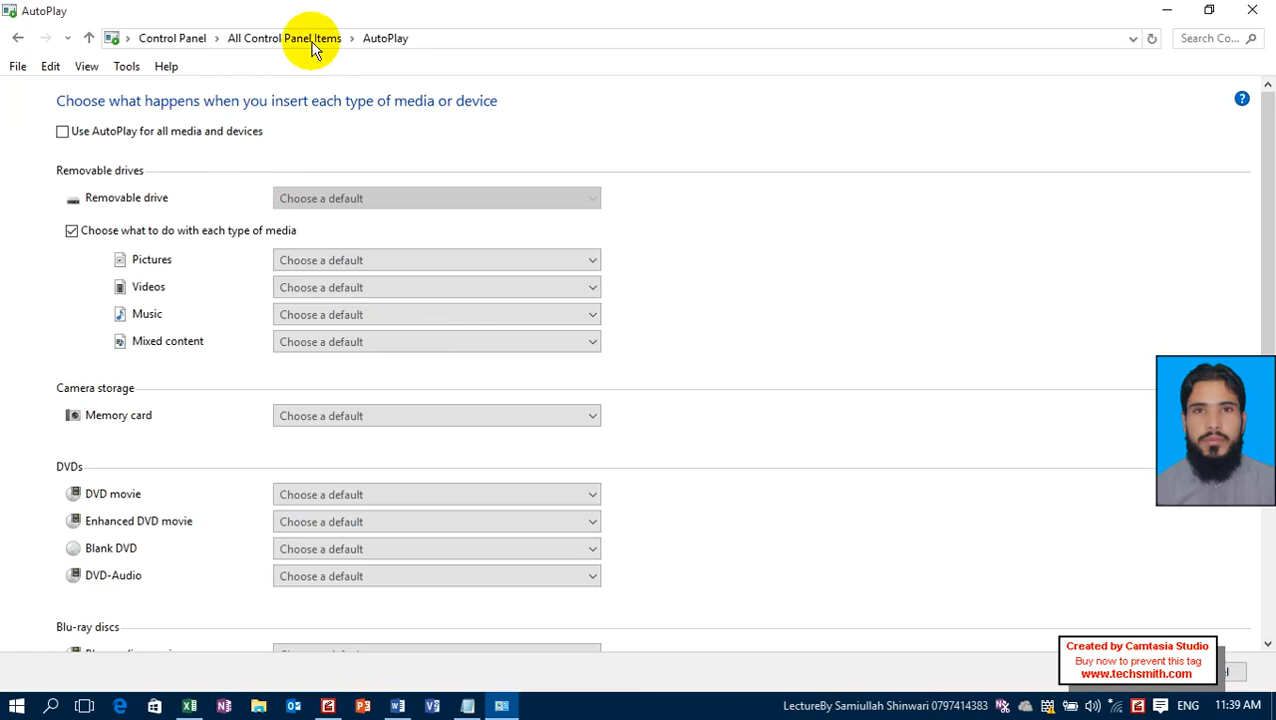 AutoPlay
Control Panel › All Control Panel Items › AutoPlay
Search Co...
File Edit View Tools Help
Choose what happens when you insert each type of media or device
Use AutoPlay for all media and devices
Removable drives
Removable drive Choose a default
Choose what to do with each type of media
Pictures Choose a default
Videos Choose a default
Music Choose a default
Mixed content Choose a default
Camera storage
Memory card Choose a default
DVDs
DVD movie Choose a default
Enhanced DVD movie Choose a default
Blank DVD Choose a default
DVD-Audio Choose a default
Blu-ray discs
Created by Camtasia Studio
Buy now to prevent this tag
www.techsmith.com
LectureBy Samiullah Shinwari 0797414383 ENG 11:39 AM